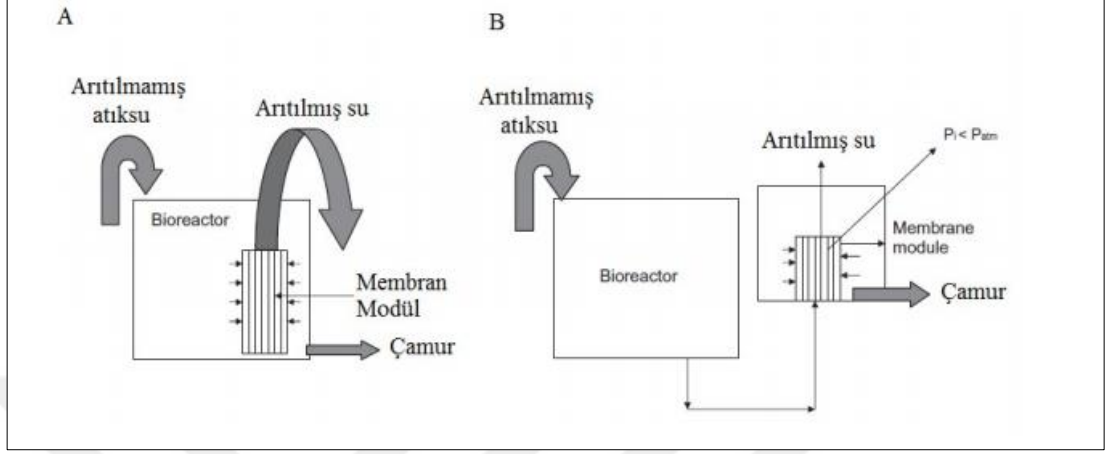 A
Arıtılmamış
atıksu
Arıtılmış su
Bioreactor
Membran
Modül
Çamur
B
Arıtılmamış
atıksu
Arıtılmış su
Pi < Patm
Bioreactor
Membrane
module
Çamur